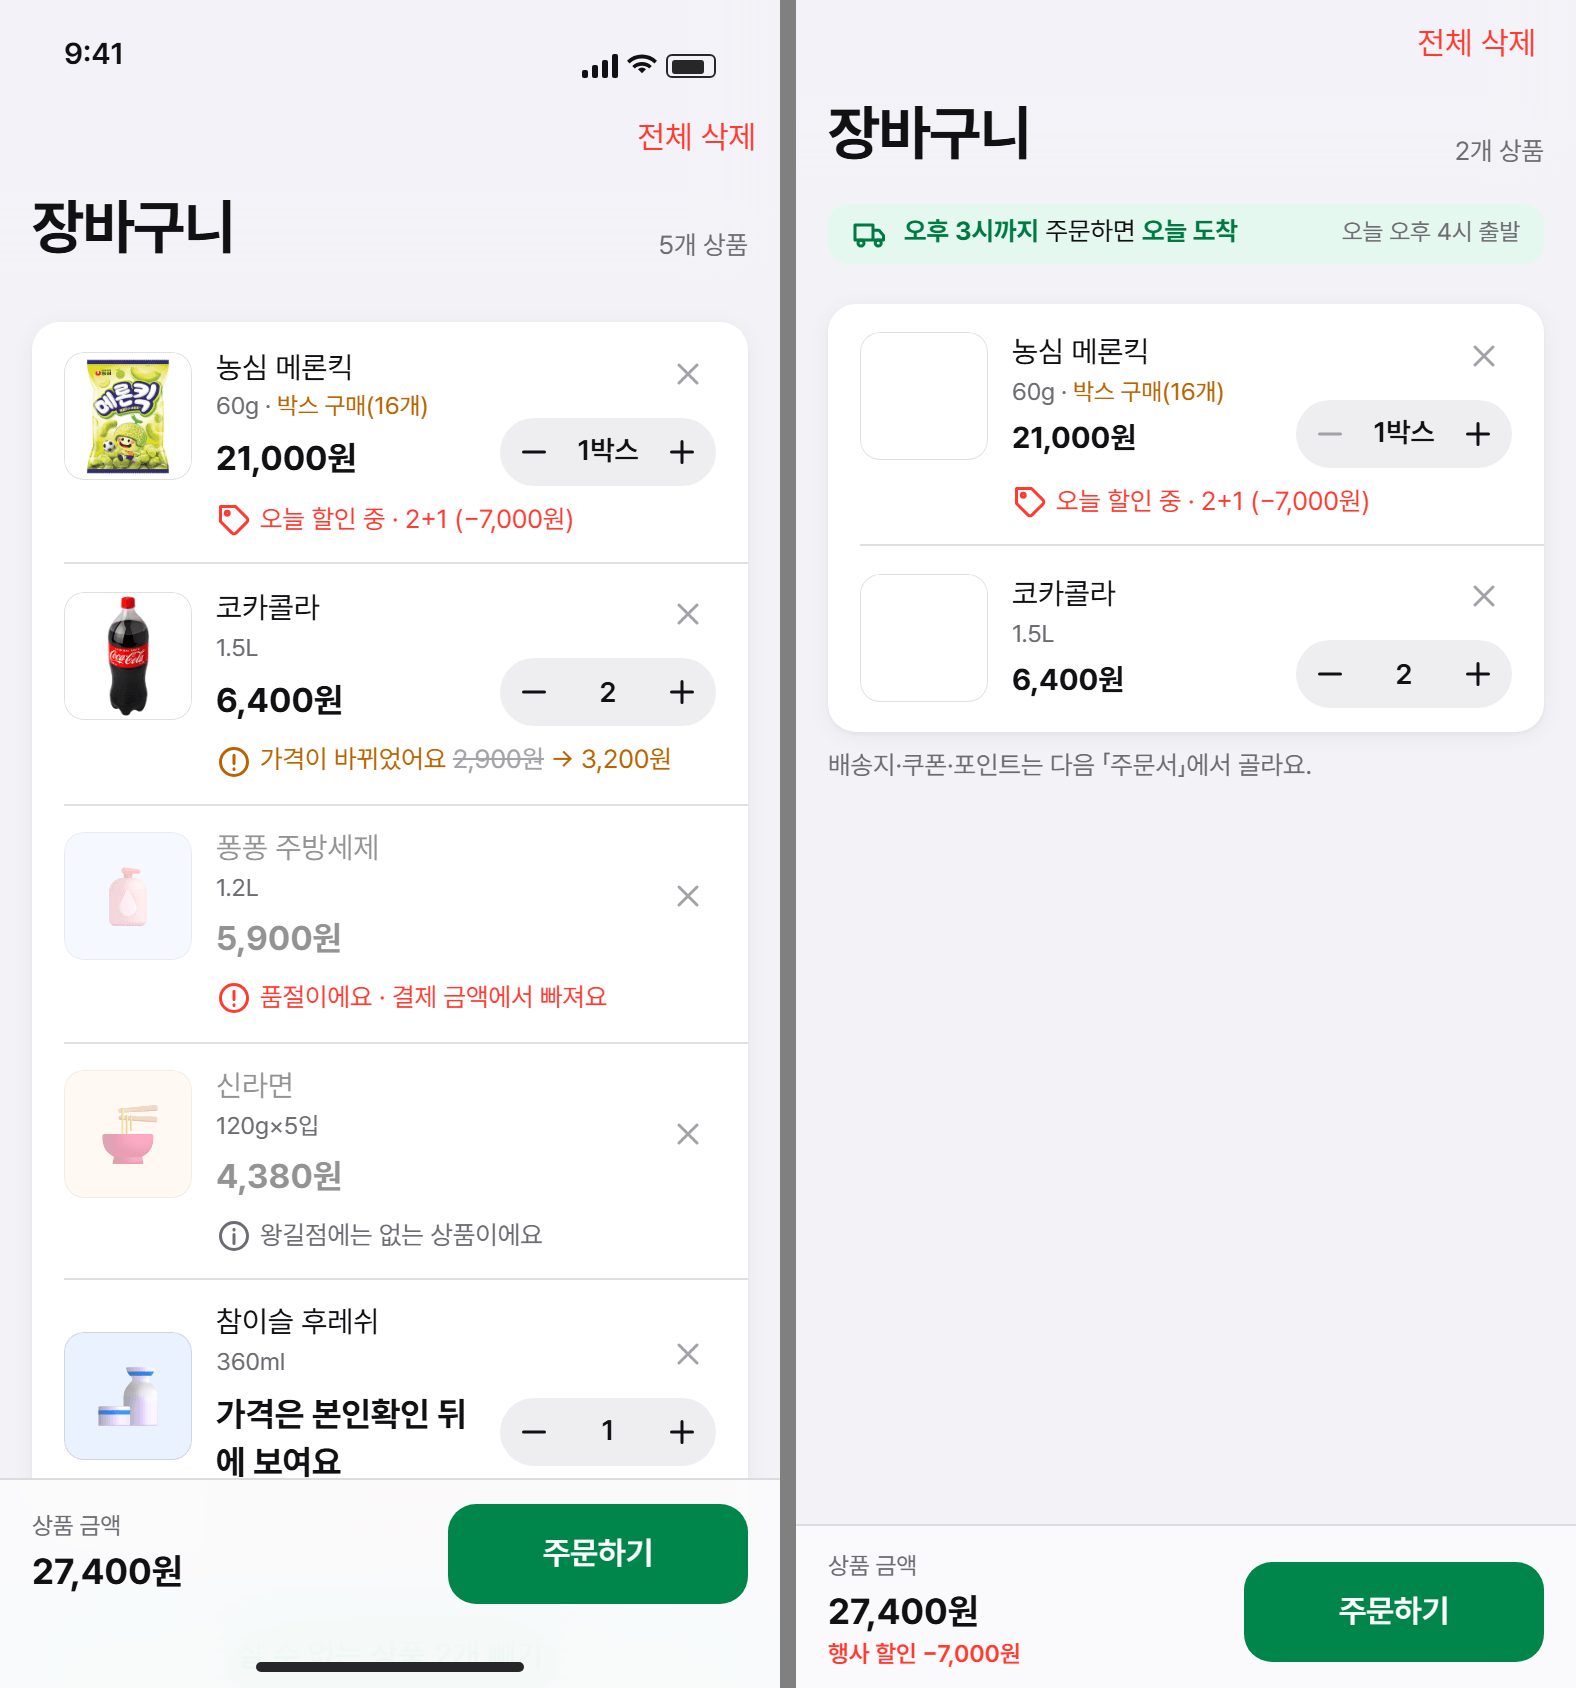 9:41
전체 삭제
장바구니
5개 상품
메론킥
농심 메론킥
60g · 박스 구매(16개)
21,000원
1박스
오늘 할인 중 · 2+1 (−7,000원)
Coca-Cola
코카콜라
1.5L
6,400원
2
가격이 바뀌었어요 2,900원 → 3,200원
퐁퐁 주방세제
1.2L
5,900원
품절이에요 · 결제 금액에서 빠져요
신라면
120g×5입
4,380원
왕길점에는 없는 상품이에요
참이슬 후레쉬
360ml
가격은 본인확인 뒤
에 보여요
1
상품 금액
27,400원
주문하기
전체 삭제
장바구니
2개 상품
오후 3시까지 주문하면 오늘 도착
오늘 오후 4시 출발
농심 메론킥
60g · 박스 구매(16개)
21,000원
1박스
오늘 할인 중 · 2+1 (−7,000원)
코카콜라
1.5L
6,400원
2
배송지·쿠폰·포인트는 다음 「주문서」에서 골라요.
상품 금액
27,400원
행사 할인 −7,000원
주문하기